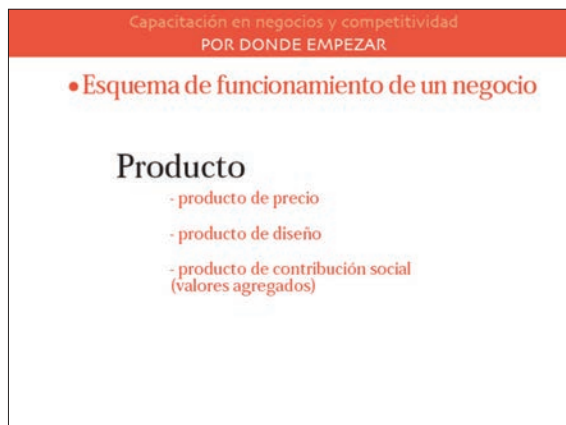 Capacitación en negocios y competitividad
POR DONDE EMPEZAR
• Esquema de funcionamiento de un negocio
Producto
- producto de precio
- producto de diseño
- producto de contribución social
(valores agregados)